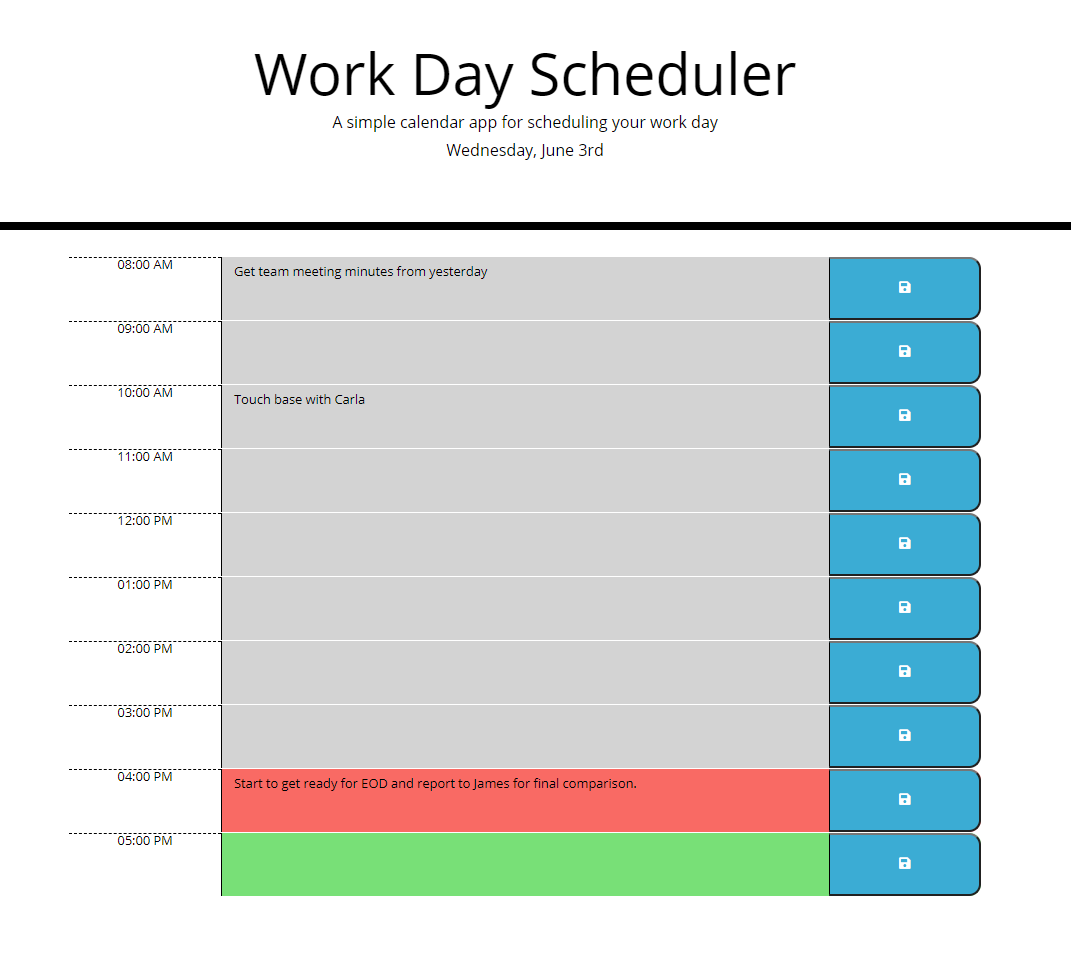 Work Day Scheduler
A simple calendar app for scheduling your work day
Wednesday, June 3rd
08:00 AM Get team meeting minutes from yesterday
09:00 AM
10:00 AM Touch base with Carla
11:00 AM
12:00 PM
01:00 PM
02:00 PM
03:00 PM
04:00 PM Start to get ready for EOD and report to James for final comparison.
05:00 PM